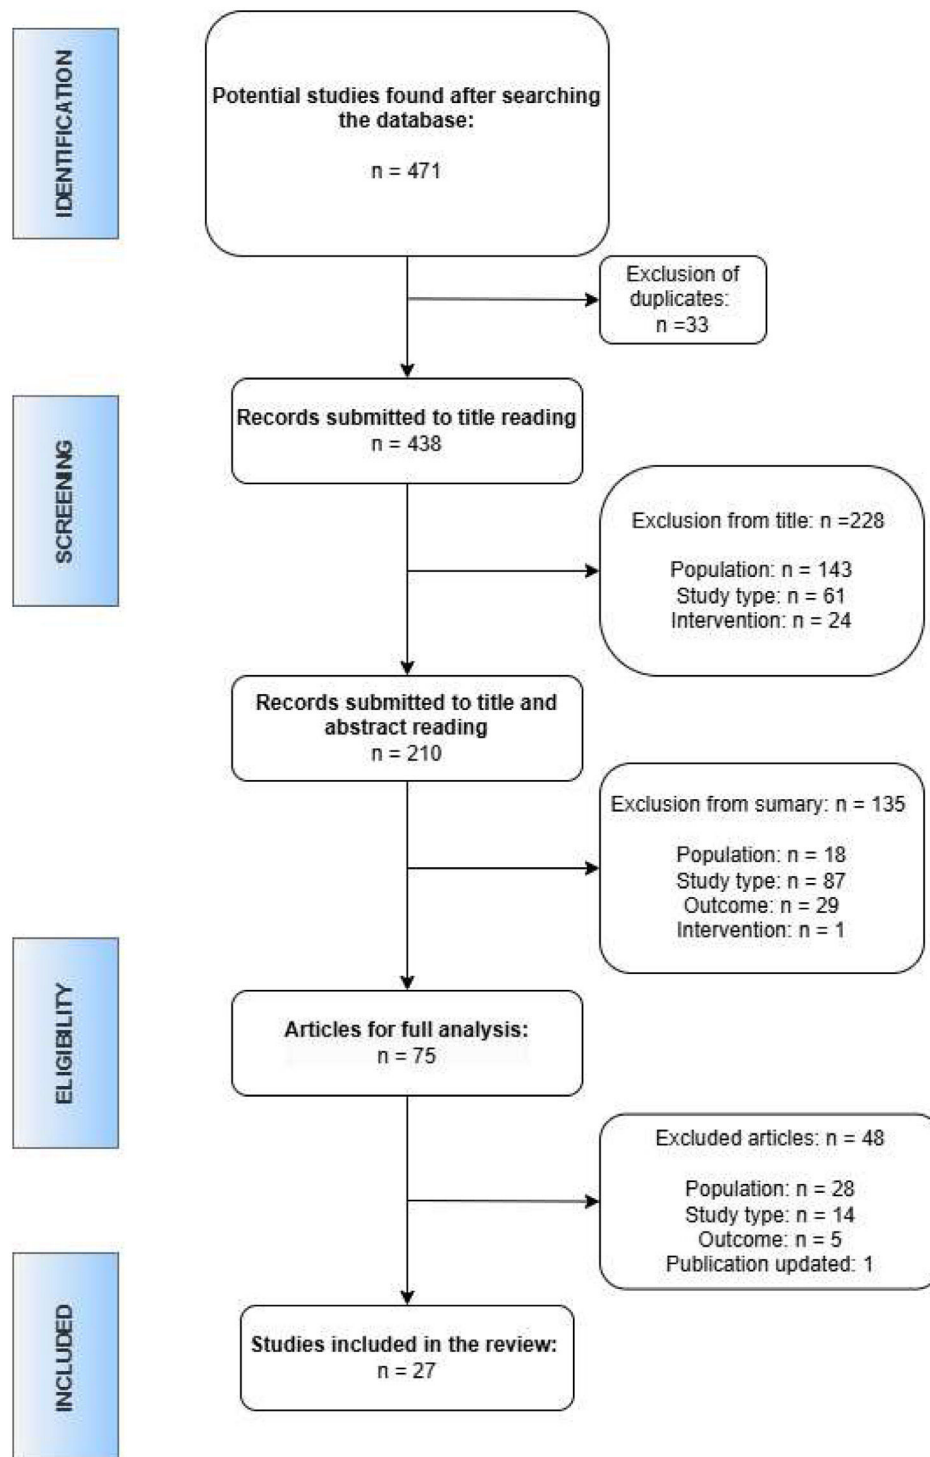 IDENTIFICATION
Potential studies found after searching
the database:
n = 471
Exclusion of
duplicates:
n =33
SCREENING
Records submitted to title reading
n = 438
Exclusion from title: n =228
Population: n = 143
Study type: n = 61
Intervention: n = 24
Records submitted to title and
abstract reading
n = 210
Exclusion from sumary: n = 135
Population: n = 18
Study type: n = 87
Outcome: n = 29
Intervention: n = 1
ELIGIBILITY
Articles for full analysis:
n = 75
Excluded articles: n = 48
Population: n = 28
Study type: n = 14
Outcome: n = 5
Publication updated: 1
INCLUDED
Studies included in the review:
n = 27